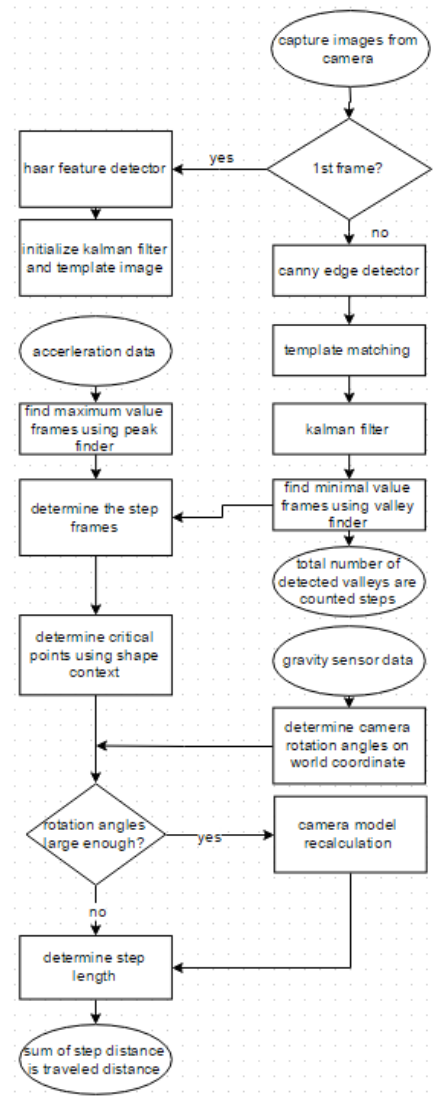 capture images from
camera
1st frame?
yes
haar feature detector
initialize kalman filter
and template image
no
canny edge detector
template matching
kalman filter
find minimal value
frames using valley
finder
total number of
detected valleys are
counted steps
accerleration data
find maximum value
frames using peak
finder
determine the step
frames
determine critical
points using shape
context
gravity sensor data
determine camera
rotation angles on
world coordinate
rotation angles
large enough?
yes
camera model
recalculation
no
determine step
length
sum of step distance
is traveled distance